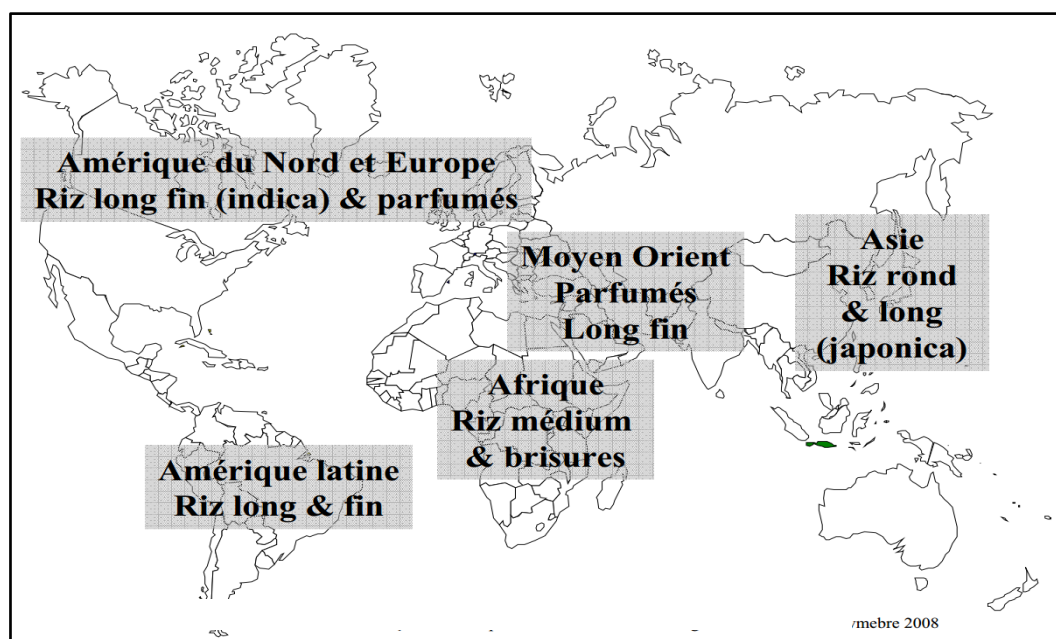 Amérique du Nord et Europe
Riz long fin (indica) & parfumés
Asie
Riz rond
& long
(japonica)
Moyen Orient
Parfumés
Long fin
Afrique
Riz médium
& brisures
Amérique latine
Riz long & fin
2008